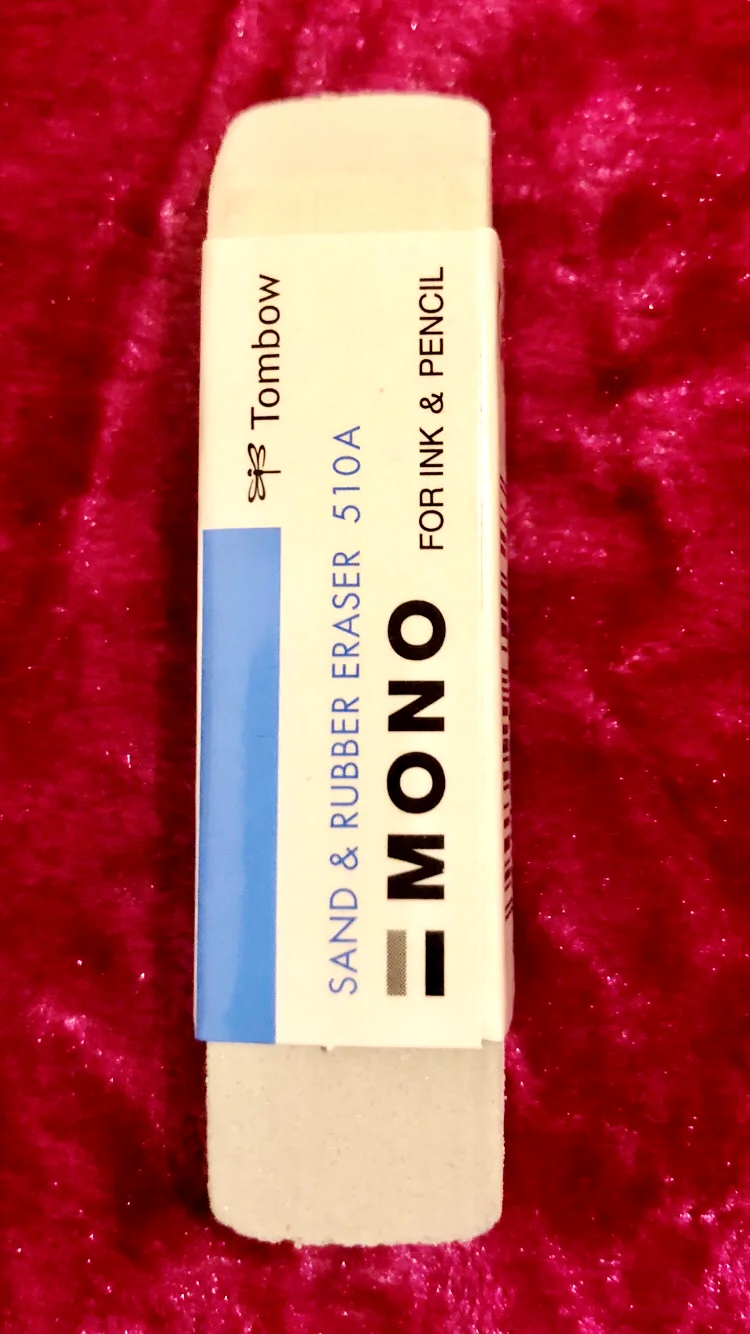 Tombow
SAND & RUBBER ERASER 510A
MONO FOR INK & PENCIL